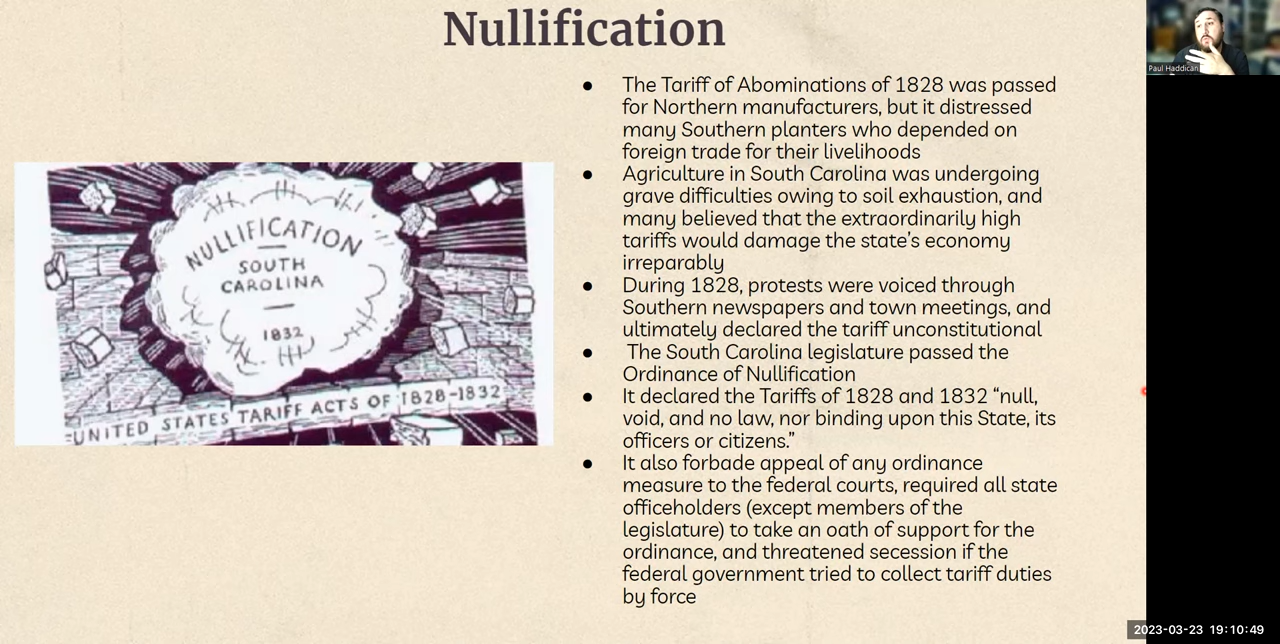 Nullification
● The Tariff of Abominations of 1828 was passed
for Northern manufacturers, but it distressed
many Southern planters who depended on
foreign trade for their livelihoods
● Agriculture in South Carolina was undergoing
grave difficulties owing to soil exhaustion, and
many believed that the extraordinarily high
tariffs would damage the state's economy
irreparably
● During 1828, protests were voiced through
Southern newspapers and town meetings, and
ultimately declared the tariff unconstitutional
● The South Carolina legislature passed the
Ordinance of Nullification
● It declared the Tariffs of 1828 and 1832 “null,
void, and no law, nor binding upon this State, its
officers or citizens.”
● It also forbade appeal of any ordinance
measure to the federal courts, required all state
officeholders (except members of the
legislature) to take an oath of support for the
ordinance, and threatened secession if the
federal government tried to collect tariff duties
by force
NULLIFICATION
SOUTH
CAROLINA
1832
UNITED STATES TARIFF ACTS OF 1828-1832
Paul Haddican
2023-03-23 19:10:49